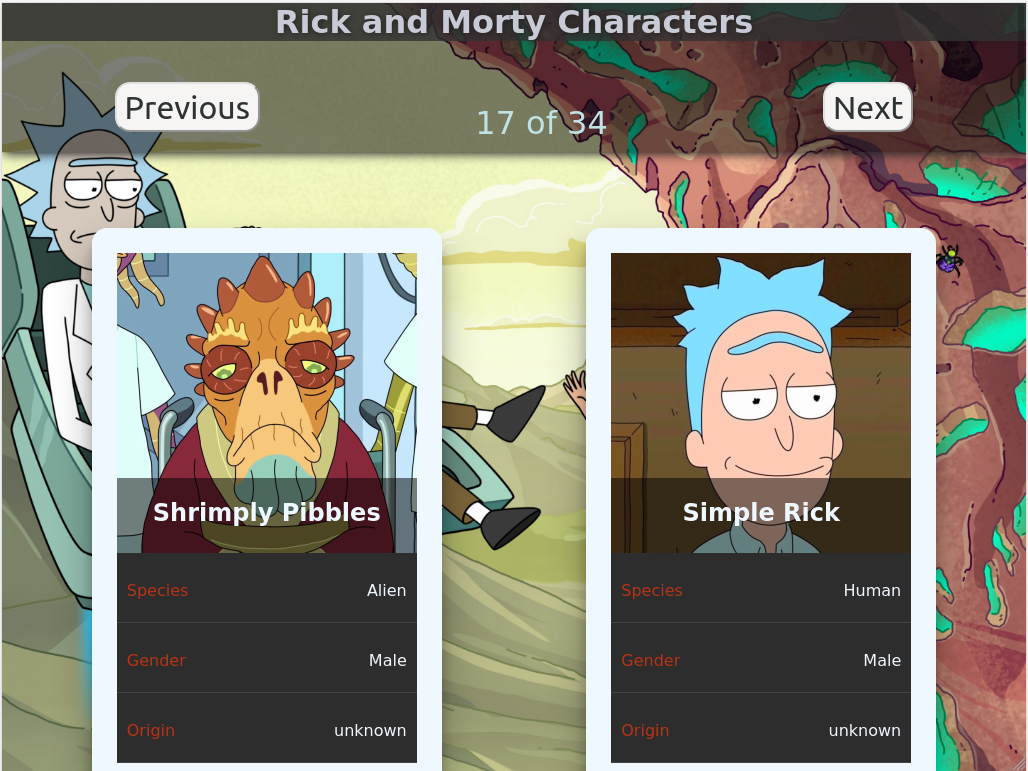 Rick and Morty Characters
Previous
17 of 34
Next
Shrimply Pibbles
Species Alien
Gender Male
Origin unknown
Simple Rick
Species Human
Gender Male
Origin unknown